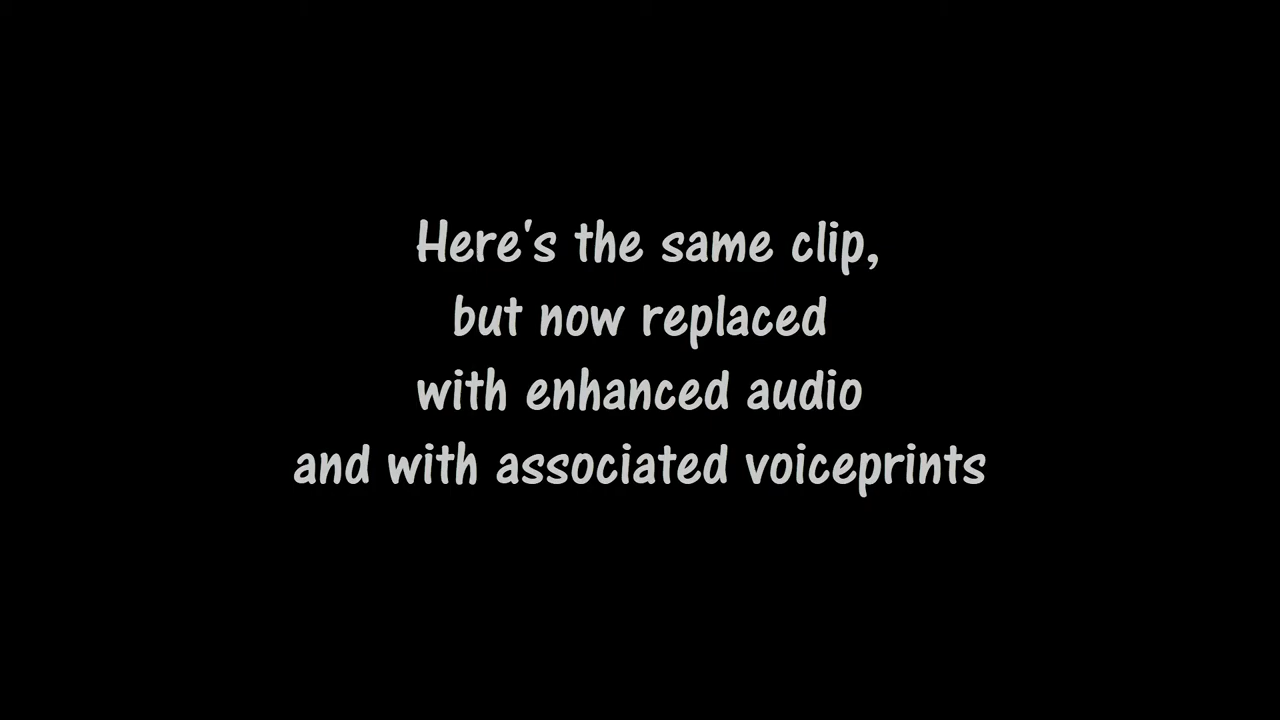 Here's the same clip,
but now replaced
with enhanced audio
and with associated voiceprints